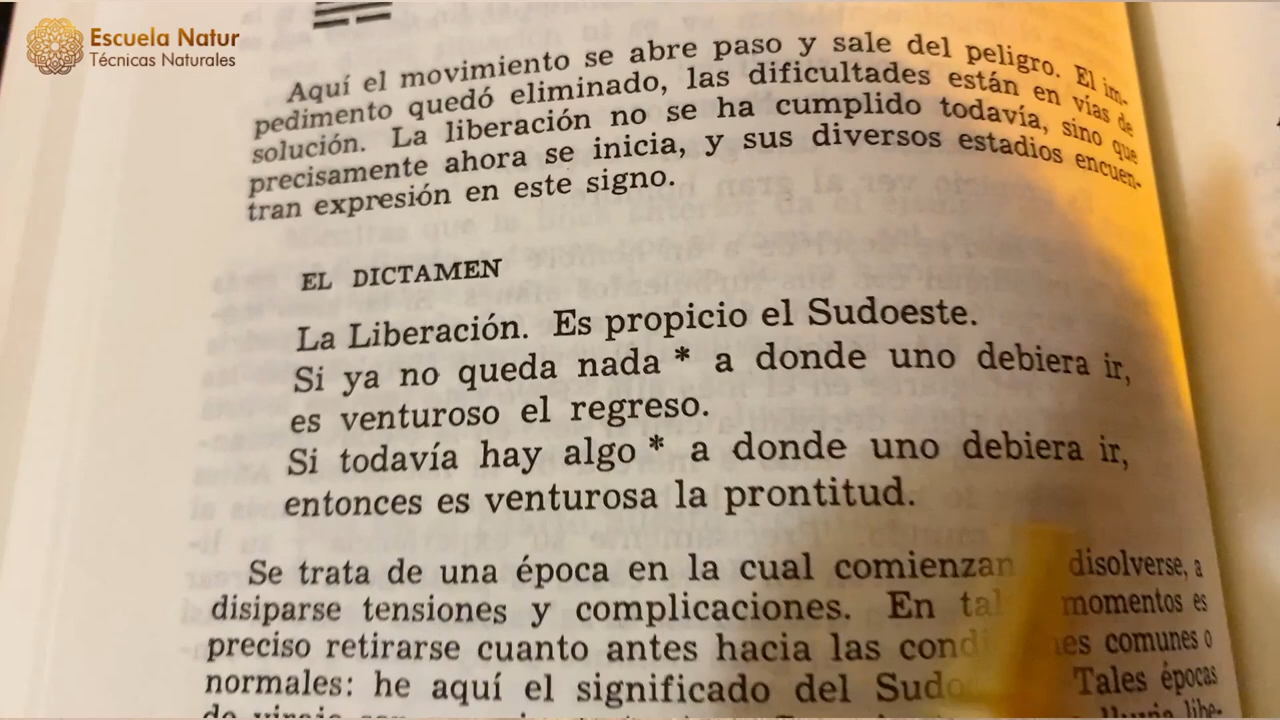 Escuela Natur
Técnicas Naturales
Aquí el movimiento se abre paso y sale del peligro. El im-
pedimento quedó eliminado, las dificultades están en vías de
solución. La liberación no se ha cumplido todavía, sino que
precisamente ahora se inicia, y sus diversos estadios encuen-
tran expresión en este signo.
EL DICTAMEN
La Liberación. Es propicio el Sudoeste.
Si ya no queda nada * a donde uno debiera ir,
es venturoso el regreso.
Si todavía hay algo * a donde uno debiera ir,
entonces es venturosa la prontitud.
Se trata de una época en la cual comienzan disolverse, a
disiparse tensiones y complicaciones. En momentos es
preciso retirarse cuanto antes hacia las comunes o
normales: he aquí el significado del Tales épocas